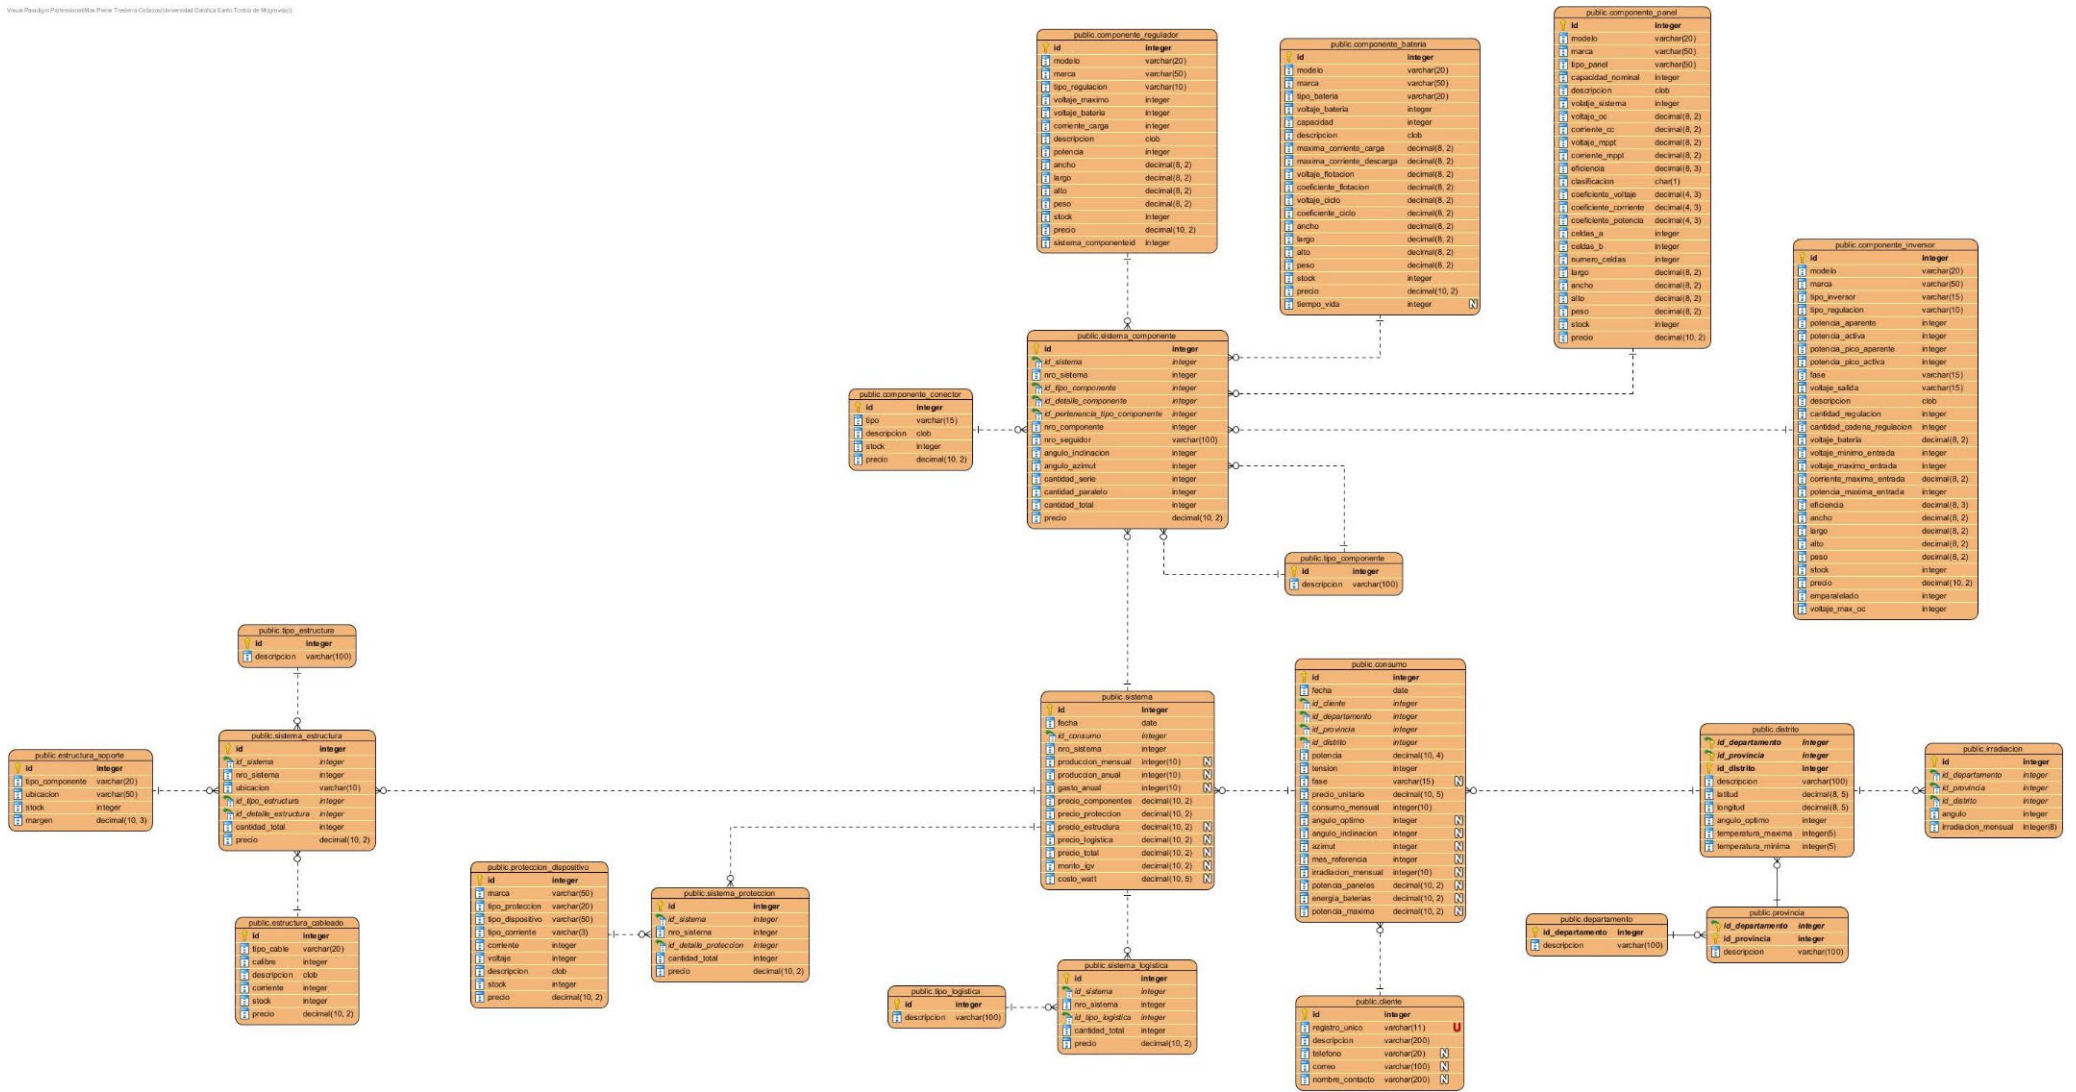 Visual Paradigm Professional(Max Pierre Tresierra Collazos(Universidad Católica Santo Toribio de Mogrovejo))
public.componente_regulador
id integer
modelo varchar(20)
marca varchar(50)
tipo_regulacion varchar(10)
voltaje_maximo integer
voltaje_bateria integer
corriente_carga integer
descripcion clob
potencia integer
ancho decimal(8, 2)
largo decimal(8, 2)
alto decimal(8, 2)
peso decimal(8, 2)
stock integer
precio decimal(10, 2)
sistema_componenteid integer
public.componente_bateria
id integer
modelo varchar(20)
marca varchar(50)
tipo_bateria varchar(20)
voltaje_bateria integer
capacidad integer
descripcion clob
maxima_corriente_carga decimal(8, 2)
maxima_corriente_descarga decimal(8, 2)
voltaje_flotacion decimal(8, 2)
coeficiente_flotacion decimal(8, 2)
voltaje_ciclo decimal(8, 2)
coeficiente_ciclo decimal(8, 2)
ancho decimal(8, 2)
largo decimal(8, 2)
alto decimal(8, 2)
peso decimal(8, 2)
stock integer
precio decimal(10, 2)
tiempo_vida integer N
public.componente_panel
id integer
modelo varchar(20)
marca varchar(50)
tipo_panel varchar(50)
capacidad_nominal integer
descripcion clob
volatje_sistema integer
voltaje_oc decimal(8, 2)
corriente_cc decimal(8, 2)
voltaje_mppt decimal(8, 2)
corriente_mppt decimal(8, 2)
eficiencia decimal(8, 3)
clasificacion char(1)
coeficiente_voltaje decimal(4, 3)
coeficiente_corriente decimal(4, 3)
coeficiente_potencia decimal(4, 3)
celdas_a integer
celdas_b integer
numero_celdas integer
largo decimal(8, 2)
ancho decimal(8, 2)
alto decimal(8, 2)
peso decimal(8, 2)
stock integer
precio decimal(10, 2)
public.componente_inversor
id integer
modelo varchar(20)
marca varchar(50)
tipo_inversor varchar(15)
tipo_regulacion varchar(10)
potencia_aparente integer
potencia_activa integer
potencia_pico_aparente integer
potencia_pico_activa integer
fase varchar(15)
voltaje_salida varchar(15)
descripcion clob
cantidad_regulacion integer
cantidad_cadena_regulacion integer
voltaje_bateria decimal(8, 2)
voltaje_minimo_entrada integer
voltaje_maximo_entrada integer
corriente_maxima_entrada decimal(8, 2)
potencia_maxima_entrada integer
eficiencia decimal(8, 3)
ancho decimal(8, 2)
largo decimal(8, 2)
alto decimal(8, 2)
peso decimal(8, 2)
stock integer
precio decimal(10, 2)
emparalelado integer
voltaje_max_oc integer
public.sistema_componente
id integer
id_sistema integer
nro_sistema integer
id_tipo_componente integer
id_detalle_componente integer
id_pertenencia_tipo_componente integer
nro_componente integer
nro_seguidor varchar(100)
angulo_inclinacion integer
angulo_azimut integer
cantidad_serie integer
cantidad_paralelo integer
cantidad_total integer
precio decimal(10, 2)
public.componente_conector
id integer
tipo varchar(15)
descripcion clob
stock integer
precio decimal(10, 2)
public.tipo_componente
id integer
descripcion varchar(100)
public.tipo_estructura
id integer
descripcion varchar(100)
public.estructura_soporte
id integer
tipo_componente varchar(20)
ubicacion varchar(50)
stock integer
margen decimal(10, 3)
public.sistema_estructura
id integer
id_sistema integer
nro_sistema integer
ubicacion varchar(10)
id_tipo_estructura integer
id_detalle_estructura integer
cantidad_total integer
precio decimal(10, 2)
public.estructura_cableado
id integer
tipo_cable varchar(20)
calibre integer
descripcion clob
corriente integer
stock integer
precio decimal(10, 2)
public.proteccion_dispositivo
id integer
marca varchar(50)
tipo_proteccion varchar(20)
tipo_dispositivo varchar(50)
tipo_corriente varchar(3)
corriente integer
voltaje integer
descripcion clob
stock integer
precio decimal(10, 2)
public.sistema_proteccion
id integer
id_sistema integer
nro_sistema integer
id_detalle_proteccion integer
cantidad_total integer
precio decimal(10, 2)
public.sistema
id integer
fecha date
id_consumo integer
nro_sistema integer
produccion_mensual integer(10) N
produccion_anual integer(10) N
gasto_anual integer(10) N
precio_componentes decimal(10, 2)
precio_proteccion decimal(10, 2)
precio_estructura decimal(10, 2) N
precio_logistica decimal(10, 2) N
precio_total decimal(10, 2) N
monto_igv decimal(10, 2) N
costo_watt decimal(10, 5) N
public.tipo_logistica
id integer
descripcion varchar(100)
public.sistema_logistica
id integer
id_sistema integer
nro_sistema integer
id_tipo_logistica integer
cantidad_total integer
precio decimal(10, 2)
public.consumo
id integer
fecha date
id_cliente integer
id_departamento integer
id_provincia integer
id_distrito integer
potencia decimal(10, 4)
tension integer
fase varchar(15) N
precio_unitario decimal(10, 5)
consumo_mensual integer(10)
angulo_optimo integer N
angulo_inclinacion integer N
azimut integer N
mes_referencia integer N
irradiacion_mensual integer(10) N
potencia_paneles decimal(10, 2) N
energia_baterias decimal(10, 2) N
potencia_maxima decimal(10, 2) N
public.cliente
id integer
registro_unico varchar(11) U
descripcion varchar(200)
telefono varchar(20) N
correo varchar(100) N
nombre_contacto varchar(200) N
public.distrito
id_departamento integer
id_provincia integer
id_distrito integer
descripcion varchar(100)
latitud decimal(8, 5)
longitud decimal(8, 5)
angulo_optimo integer
temperatura_maxima integer(5)
temperatura_minima integer(5)
public.irradiacion
id integer
id_departamento integer
id_provincia integer
id_distrito integer
angulo integer
irradiacion_mensual integer(8)
public.departamento
id_departamento integer
descripcion varchar(100)
public.provincia
id_departamento integer
id_provincia integer
descripcion varchar(100)